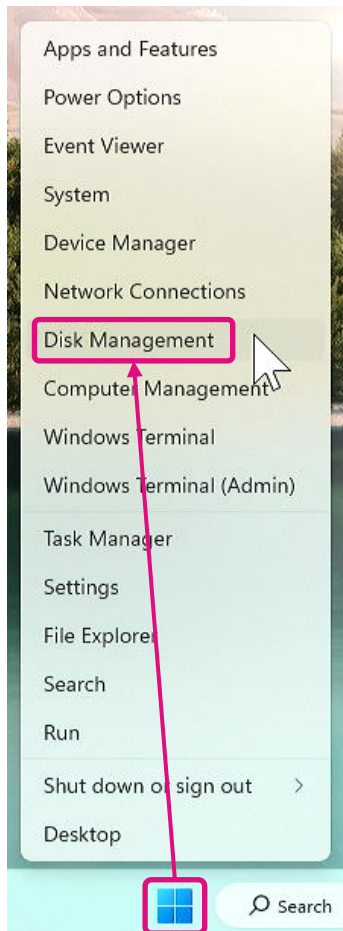 Apps and Features
Power Options
Event Viewer
System
Device Manager
Network Connections
Disk Management
Computer Management
Windows Terminal
Windows Terminal (Admin)
Task Manager
Settings
File Explorer
Search
Run
Shut down or sign out
Desktop
Search